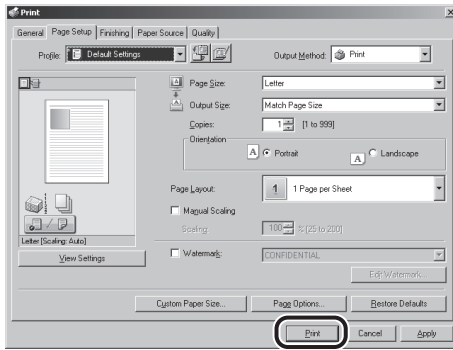 Print
General Page Setup Finishing Paper Source Quality
Profile: Default Settings Output Method: Print
Page Size: Letter
Output Size: Match Page Size
Copies: 1 [1 to 999]
Orientation
A Portrait A Landscape
Page Layout: 1 1 Page per Sheet
Manual Scaling
Scaling: 100 % [25 to 200]
Letter [Scaling: Auto]
View Settings
Watermark: CONFIDENTIAL
Edit Watermark...
Custom Paper Size... Page Options... Restore Defaults
Print Cancel Apply